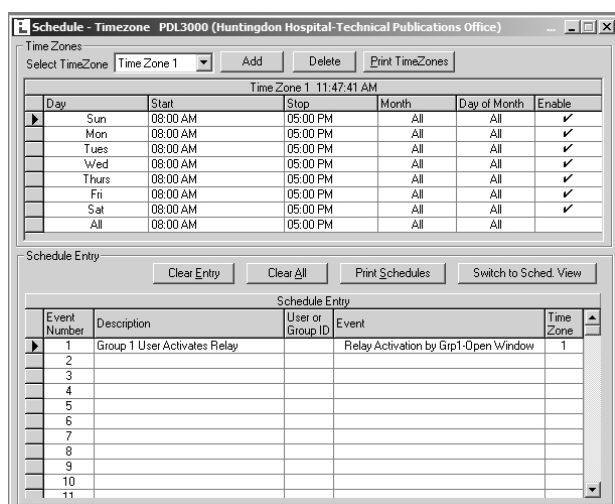 Schedule - Timezone PDL3000 (Huntingdon Hospital-Technical Publications Office) ...
Time Zones
Select TimeZone Time Zone 1 Add Delete Print TimeZones
Time Zone 1 11:47:41 AM
Day Start Stop Month Day of Month Enable
Sun 08:00 AM 05:00 PM All All ✔
Mon 08:00 AM 05:00 PM All All ✔
Tues 08:00 AM 05:00 PM All All ✔
Wed 08:00 AM 05:00 PM All All ✔
Thurs 08:00 AM 05:00 PM All All ✔
Fri 08:00 AM 05:00 PM All All ✔
Sat 08:00 AM 05:00 PM All All ✔
All 08:00 AM 05:00 PM All All
Schedule Entry
Clear Entry Clear All Print Schedules Switch to Sched. View
Schedule Entry
Event Number Description User or Group ID Event Time Zone
1 Group 1 User Activates Relay Relay Activation by Grp1-Open Window 1
2
3
4
5
6
7
8
9
10
11